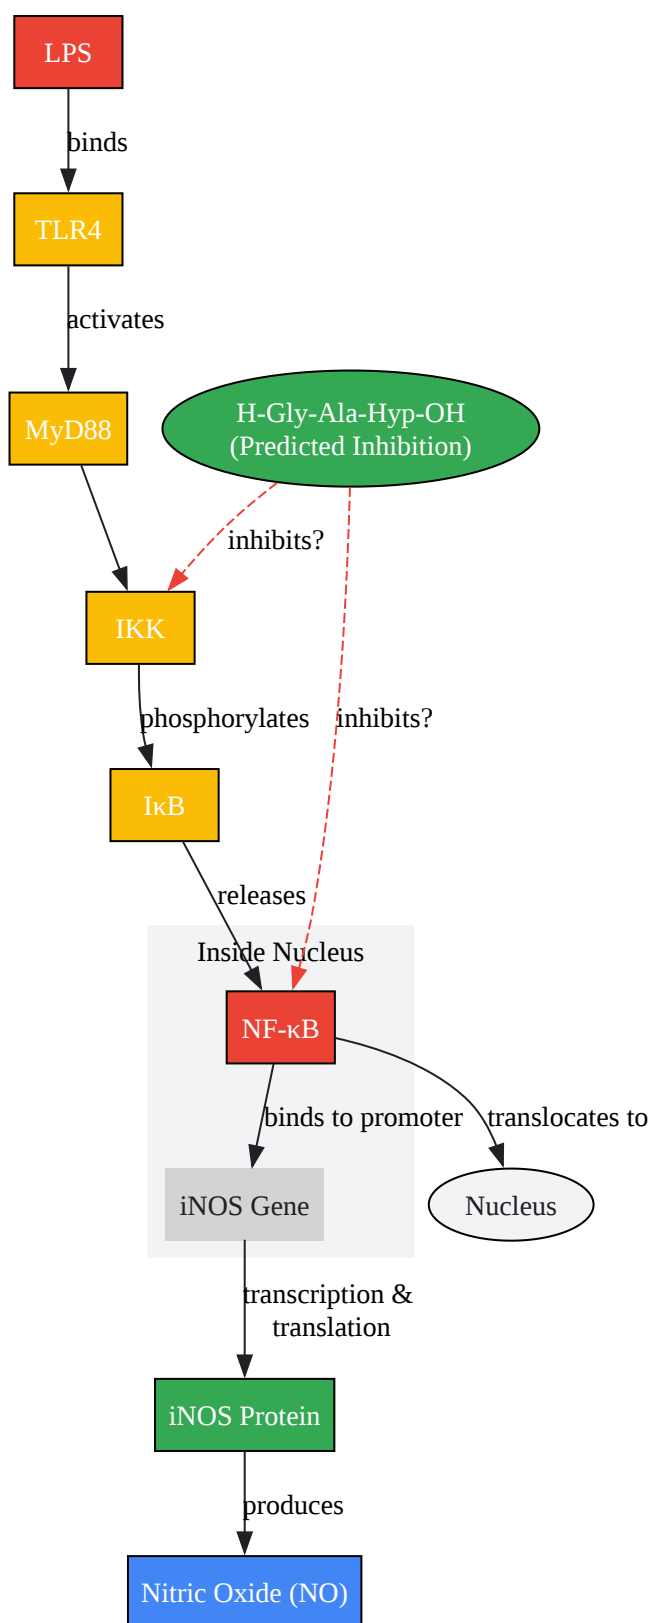 LPS
binds
TLR4
activates
MyD88
H-Gly-Ala-Hyp-OH
(Predicted Inhibition)
inhibits?
IKK
phosphorylates
inhibits?
IκB
releases
Inside Nucleus
NF-κB
binds to promoter
translocates to
iNOS Gene
Nucleus
transcription &
translation
iNOS Protein
produces
Nitric Oxide (NO)